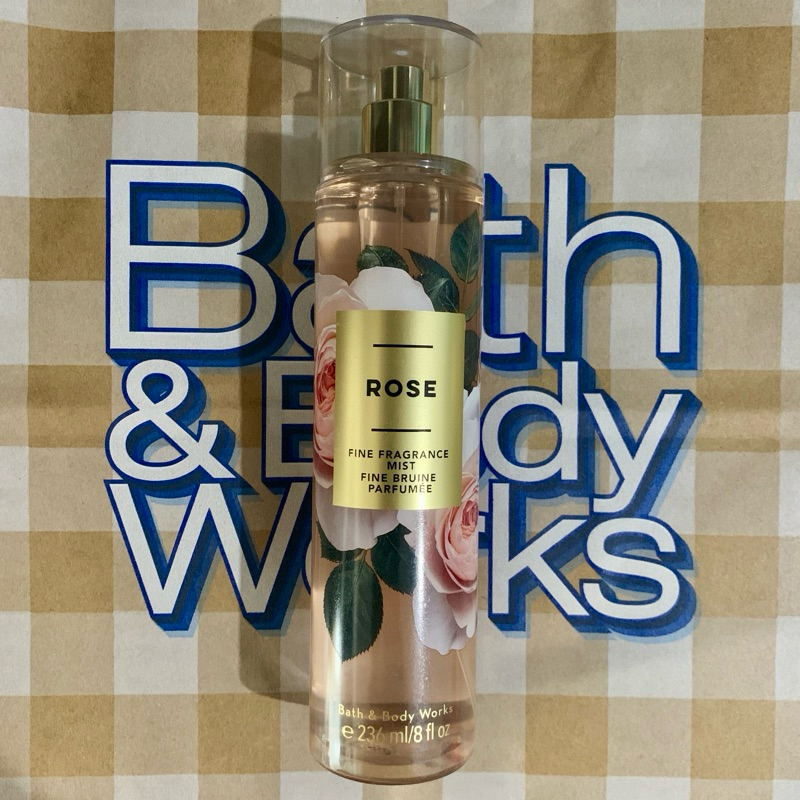 Bath
& Body
Works
ROSE
FINE FRAGRANCE
MIST
FINE BRUINE
PARFUMÉE
Bath & Body Works
e 236 ml/8 fl oz